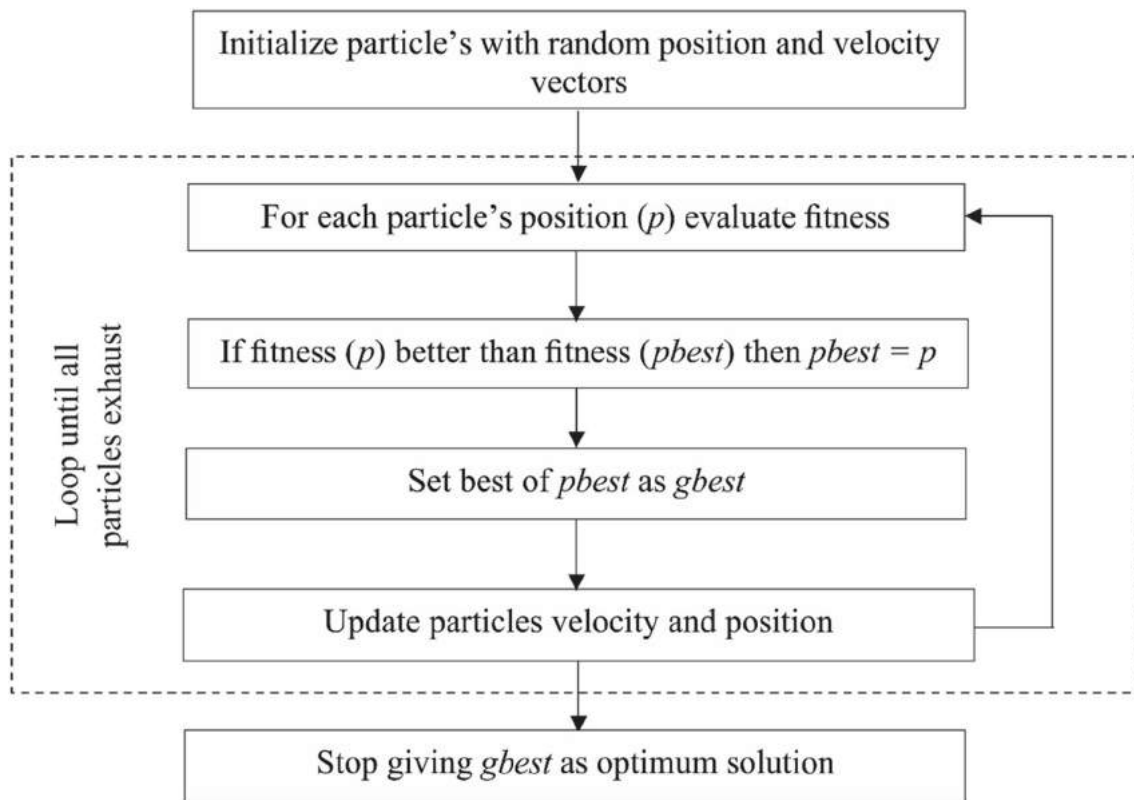 Initialize particle’s with random position and velocity
vectors
For each particle’s position (p) evaluate fitness
If fitness (p) better than fitness (pbest) then pbest = p
Set best of pbest as gbest
Update particles velocity and position
Loop until all
particles exhaust
Stop giving gbest as optimum solution